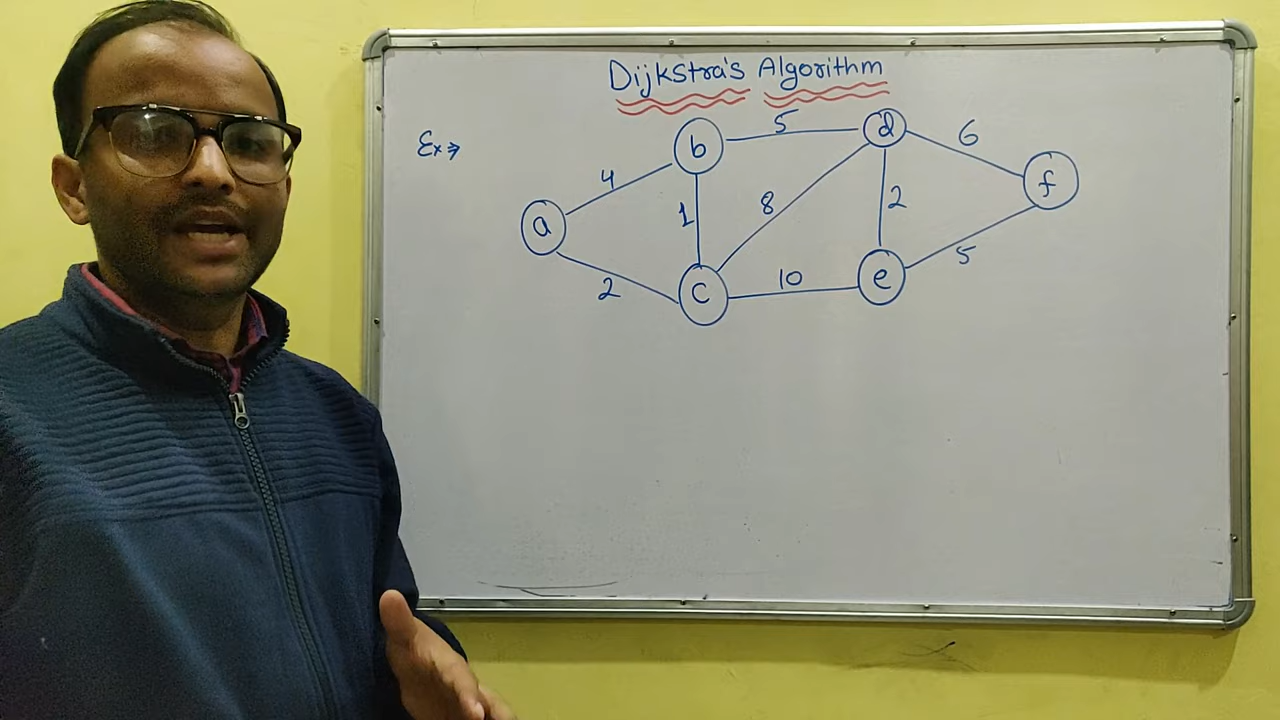 Dijkstra's Algorithm
Ex⇒
b 5 d 6 f
4 1 8 2
a
2 c 10 e 5